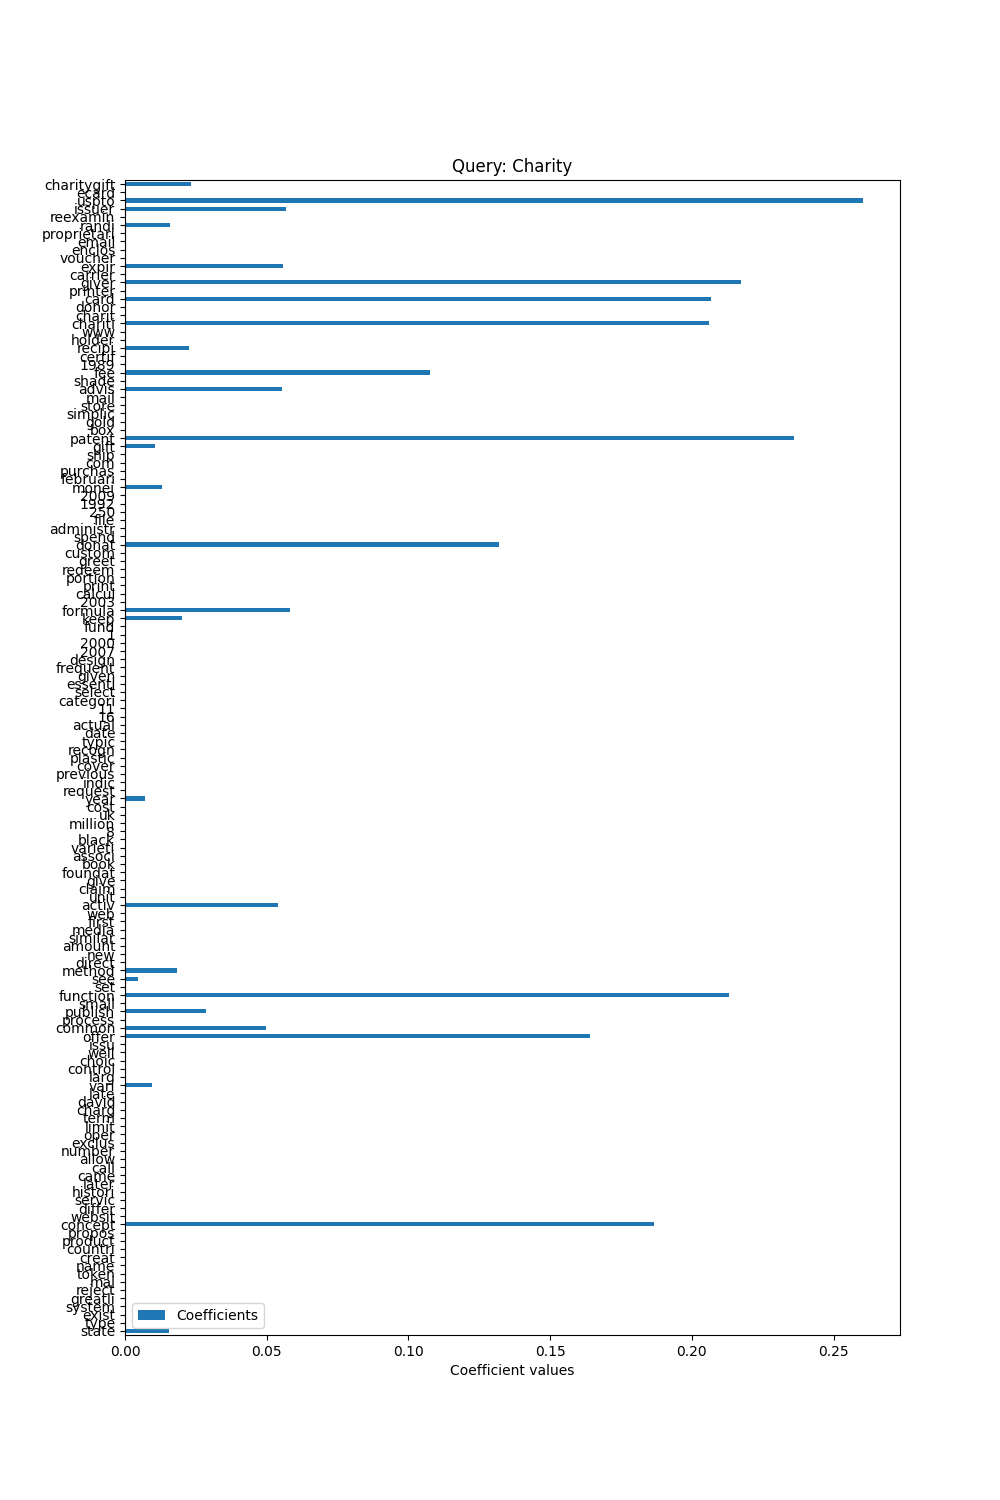 Query: Charity
charitygift
ecard
uspto
issuer
reexamin
randi
proprietari
email
enclos
voucher
expir
carrier
giver
printer
card
donor
charit
chariti
www
holder
recipi
certif
1989
fee
shade
advis
mail
store
simplic
gold
box
patent
gift
ship
com
purchas
februari
monei
2009
1992
250
file
administr
spend
donat
custom
greet
redeem
portion
print
calcul
2003
formula
keep
fund
1
2000
2007
design
frequent
given
essenti
select
categori
11
16
actual
date
typic
recogn
plastic
cover
previous
indic
request
year
cost
uk
million
8
black
varieti
associ
book
foundat
give
claim
unit
activ
web
first
media
similar
amount
new
direct
method
see
set
function
small
publish
process
common
offer
issu
well
choic
control
larg
vari
late
david
charg
term
limit
oper
exclus
number
allow
call
came
later
histori
servic
differ
websit
concept
propos
product
countri
creat
name
token
mai
reject
greatli
system
exist
type
state
Coefficients
0.00 0.05 0.10 0.15 0.20 0.25
Coefficient values